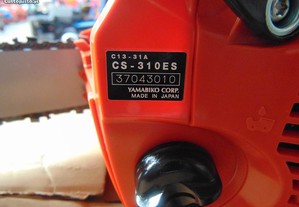 C13-31A
CS-310ES
37043010
YAMABIKO CORP.
MADE IN JAPAN